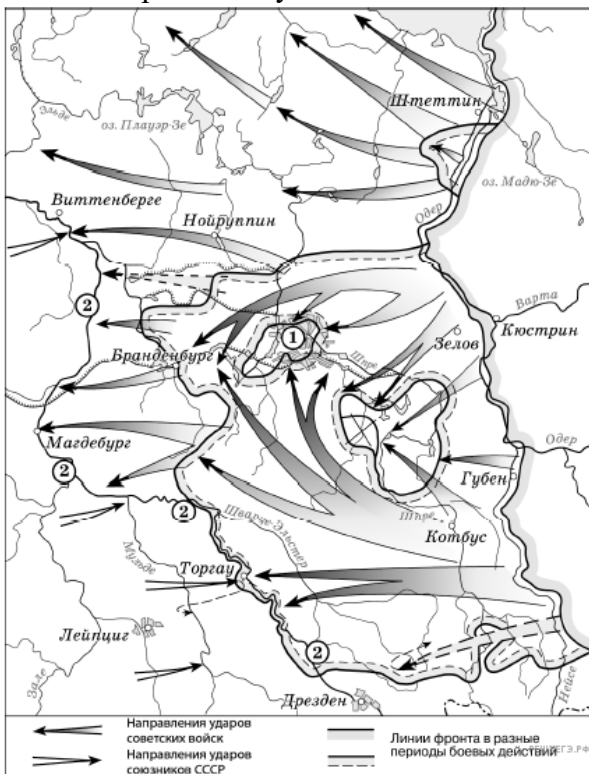 Штеттин
Эльде
оз. Плауэр-Зе
оз. Мадю-Зе
Виттенберге
Одер
Нойруппин
Варта
2
1
Кюстрин
Зелов
Бранденбург
Шпре
Магдебург
Одер
2
Губен
2
Шварце-Эльстер
Шпре
Котбус
Мульде
Торгау
Лейпциг
2
Заале
Нейсе
Дрезден
Направления ударов
советских войск
Направления ударов
союзников СССР
Линии фронта в разные
периоды боевых действий